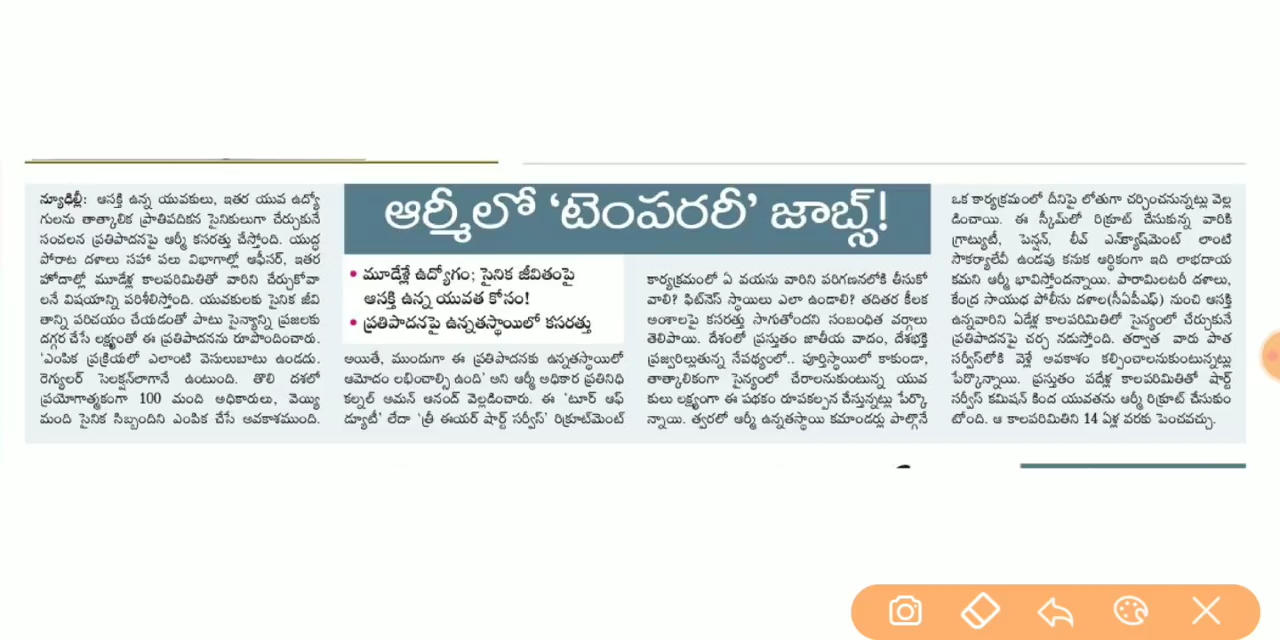 ఆర్మీలో ‘టెంపరరీ’ జాబ్స్!
• మూడేళ్లే ఉద్యోగం; సైనిక జీవితంపై
ఆసక్తి ఉన్న యువత కోసం!
• ప్రతిపాదనపై ఉన్నతస్థాయిలో కసరత్తు
న్యూఢిల్లీ: ఆసక్తి ఉన్న యువకులు, ఇతర యువ ఉద్యో
గులను తాత్కాలిక ప్రాతిపదికన సైనికులుగా చేర్చుకునే
సంచలన ప్రతిపాదనపై ఆర్మీ కసరత్తు చేస్తోంది. యుద్ధ
పోరాట దళాలు సహా పలు విభాగాల్లో ఆఫీసర్, ఇతర
హోదాల్లో మూడేళ్ల కాలపరిమితితో వారిని చేర్చుకోవా
లనే విషయాన్ని పరిశీలిస్తోంది. యువకులకు సైనిక జీవి
తాన్ని పరిచయం చేయడంతో పాటు సైన్యాన్ని ప్రజలకు
దగ్గర చేసే లక్ష్యంతో ఈ ప్రతిపాదనను రూపొందించారు.
‘ఎంపిక ప్రక్రియలో ఎలాంటి వెసులుబాటు ఉండదు.
రెగ్యులర్ సెలక్షన్‌లాగానే ఉంటుంది. తొలి దశలో
ప్రయోగాత్మకంగా 100 మంది అధికారులు, వెయ్యి
మంది సైనిక సిబ్బందిని ఎంపిక చేసే అవకాశముంది.
అయితే, ముందుగా ఈ ప్రతిపాదనకు ఉన్నతస్థాయిలో
ఆమోదం లభించాల్సి ఉంది’ అని ఆర్మీ అధికార ప్రతినిధి
కల్నల్ అమన్ ఆనంద్ వెల్లడించారు. ఈ ‘టూర్ ఆఫ్
డ్యూటీ’ లేదా ‘త్రీ ఈయర్ షార్ట్ సర్వీస్’ రిక్రూట్‌మెంట్
కార్యక్రమంలో ఏ వయసు వారిని పరిగణనలోకి తీసుకో
వాలి? ఫిట్‌నెస్ స్థాయిలు ఎలా ఉండాలి? తదితర కీలక
అంశాలపై కసరత్తు సాగుతోందని సంబంధిత వర్గాలు
తెలిపాయి. దేశంలో ప్రస్తుతం జాతీయ వాదం, దేశభక్తి
ప్రజ్వరిల్లుతున్న నేపథ్యంలో.. పూర్తిస్థాయిలో కాకుండా,
తాత్కాలికంగా సైన్యంలో చేరాలనుకుంటున్న యువ
కులు లక్ష్యంగా ఈ పథకం రూపకల్పన చేస్తున్నట్లు పేర్కొ
న్నాయి. త్వరలో ఆర్మీ ఉన్నతస్థాయి కమాండర్లు పాల్గొనే
ఒక కార్యక్రమంలో దీనిపై లోతుగా చర్చించనున్నట్లు వెల్ల
డించాయి. ఈ స్కీమ్‌లో రిక్రూట్ చేసుకున్న వారికి
గ్రాట్యుటీ, పెన్షన్, లీవ్ ఎన్‌క్యాష్‌మెంట్ లాంటి
సౌకర్యాలేవీ ఉండవు కనుక ఆర్థికంగా ఇది లాభదాయ
కమని ఆర్మీ భావిస్తోందన్నాయి. పారామిలటరీ దళాలు,
కేంద్ర సాయుధ పోలీసు దళాల(సీఏపీఎఫ్) నుంచి ఆసక్తి
ఉన్నవారిని ఏడేళ్ల కాలపరిమితిలో సైన్యంలో చేర్చుకునే
ప్రతిపాదనపై చర్చ నడుస్తోంది. తర్వాత వారు పాత
సర్వీస్‌లోకి వెళ్లే అవకాశం కల్పించాలనుకుంటున్నట్లు
పేర్కొన్నాయి. ప్రస్తుతం పదేళ్ల కాలపరిమితితో షార్ట్
సర్వీస్ కమిషన్ కింద యువతను ఆర్మీ రిక్రూట్ చేసుకుం
టోంది. ఆ కాలపరిమితిని 14 ఏళ్ల వరకు పెంచవచ్చు.